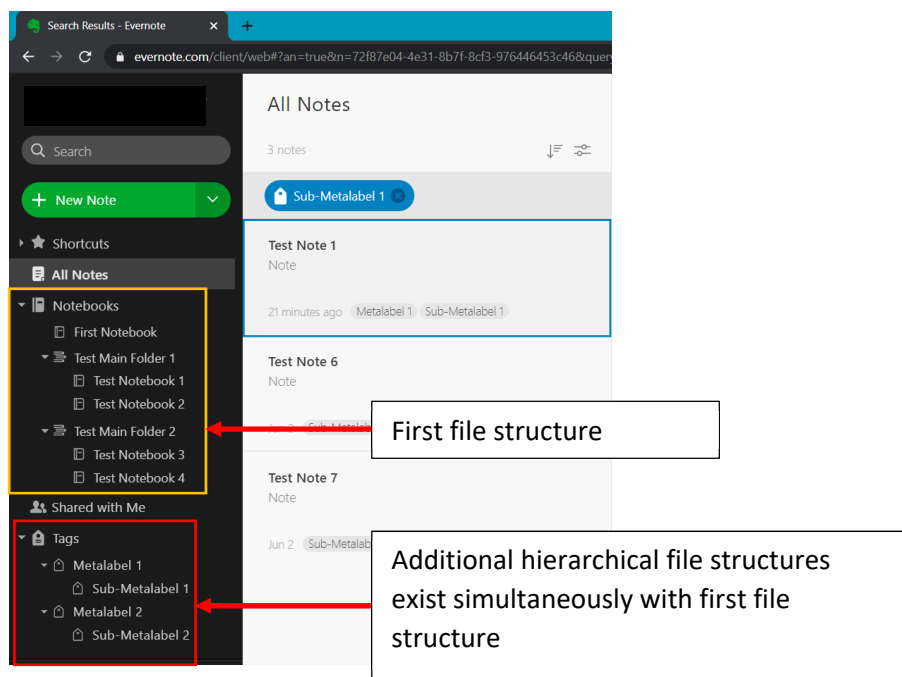 Search Results - Evernote
evernote.com/client/web#?an=true&n=72f87e04-4e31-8b7f-8cf3-976446453c46&quer
All Notes
Search
3 notes
Sub-Metalabel 1
+ New Note
Shortcuts
All Notes
Notebooks
First Notebook
Test Main Folder 1
Test Notebook 1
Test Notebook 2
Test Main Folder 2
Test Notebook 3
Test Notebook 4
Shared with Me
Tags
Metalabel 1
Sub-Metalabel 1
Metalabel 2
Sub-Metalabel 2
Test Note 1
Note
21 minutes ago Metalabel 1 Sub-Metalabel 1
Test Note 6
Note
Test Note 7
Note
Jun 2 Sub-Metalab
First file structure
Additional hierarchical file structures
exist simultaneously with first file
structure